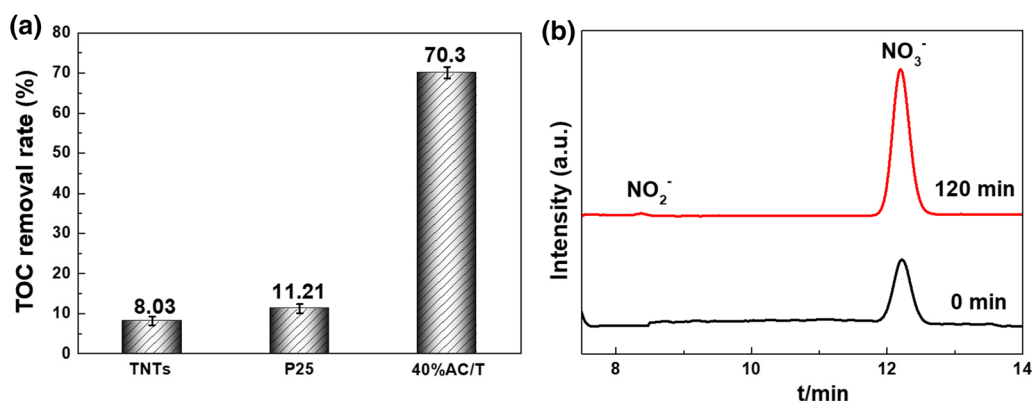 (a)
TOC removal rate (%)
80
70
60
50
40
30
20
10
0
8.03
11.21
70.3
TNTs
P25
40%AC/T
(b)
Intensity (a.u.)
NO₃⁻
NO₂⁻
120 min
0 min
8
10
12
14
t/min